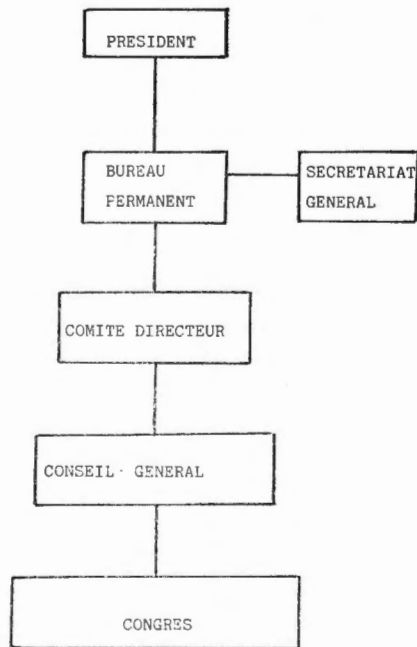 PRESIDENT
BUREAU
PERMANENT
SECRETARIAT
GENERAL
COMITE DIRECTEUR
CONSEIL· GENERAL
CONGRES